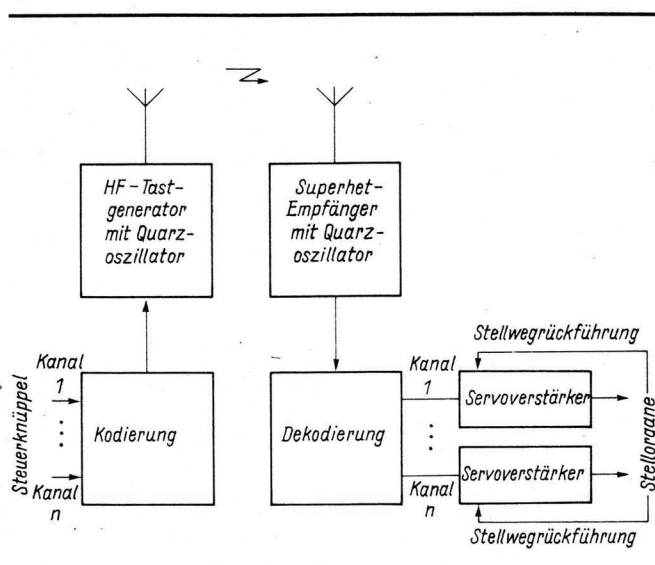 HF-Tast-
generator
mit Quarz-
oszillator
Superhet-
Empfänger
mit Quarz-
oszillator
Steuerknüppel
Kanal
1
Kanal
n
Kodierung
Dekodierung
Kanal
1
Kanal
n
Stellwegrückführung
Servoverstärker
Servoverstärker
Stellwegrückführung
Stellorgane